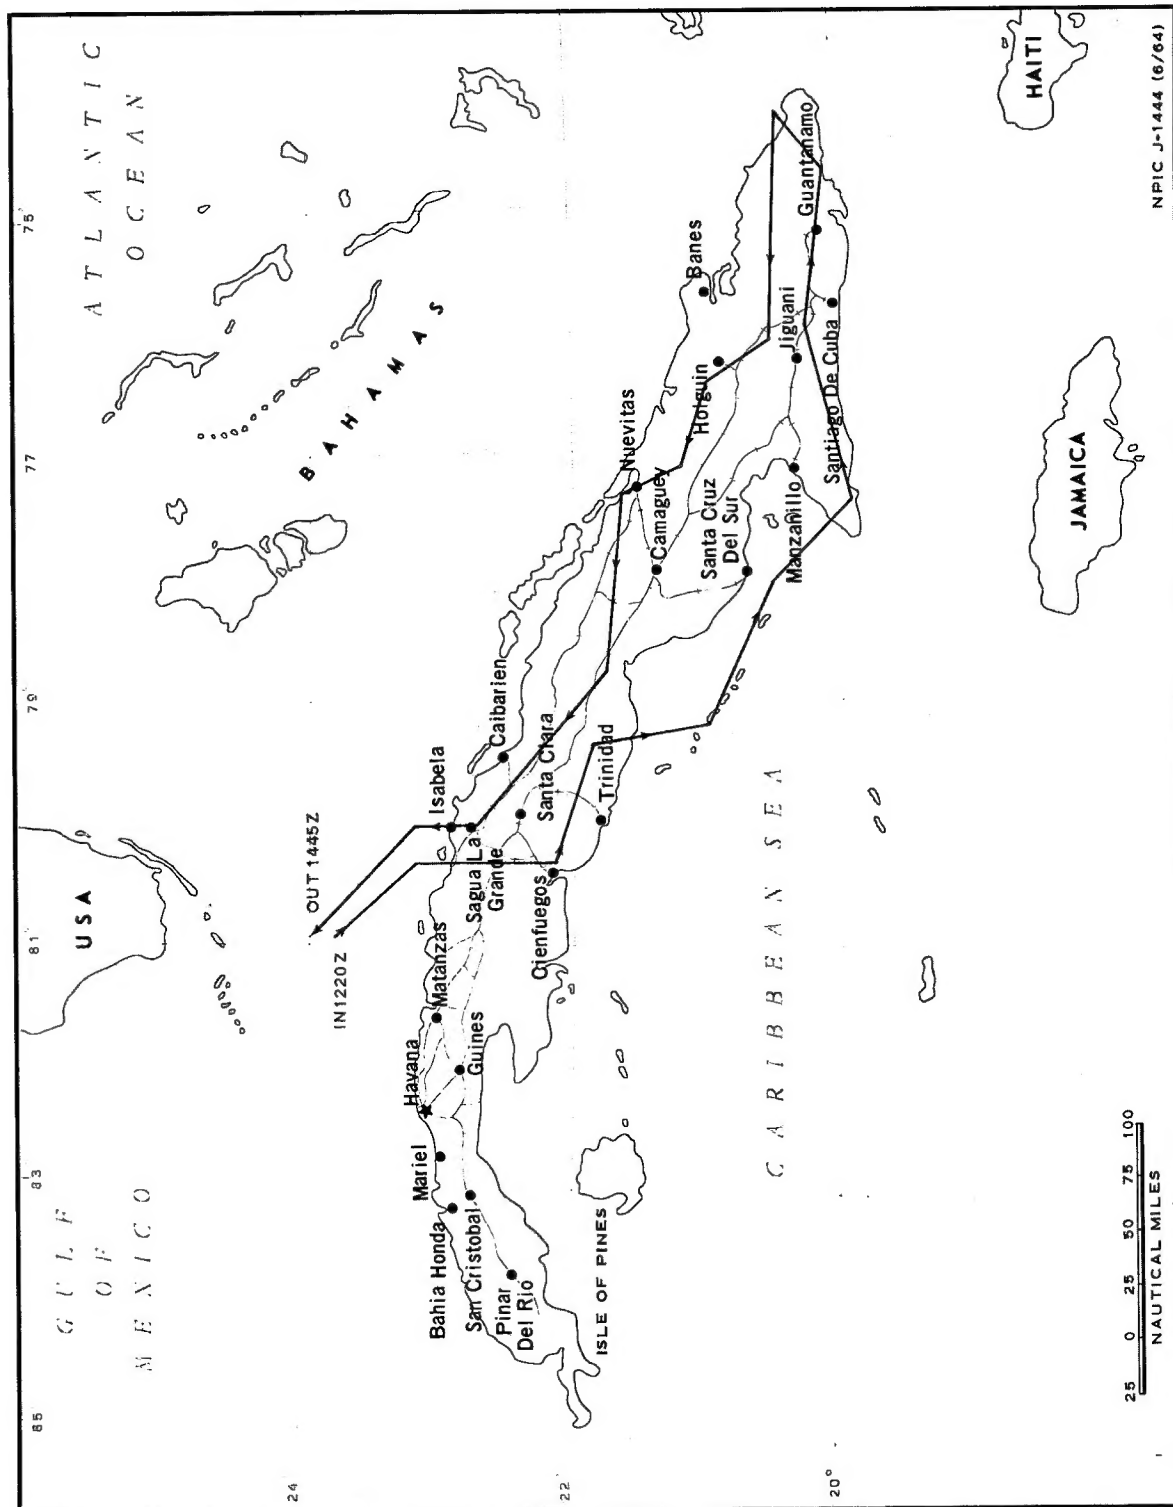 85
83
81
79
77
75
24
22
20°
GULF
OF
MEXICO
USA
ATLANTIC
OCEAN
BAHAMAS
OUT 1445Z
IN 1220Z
Bahia Honda
Mariel
Havana
Matanzas
Isabela
Caibarien
San Cristobal
Pinar
Del Rio
Guines
Sagua La
Grande
Santa Clara
Cienfuegos
Trinidad
Nuevitas
Camaguey
Santa Cruz
Del Sur
Holguin
Banes
Manzanillo
Jiguani
Santiago De Cuba
Guantanamo
ISLE OF PINES
CARIBBEAN SEA
JAMAICA
HAITI
25 0 25 50 75 100
NAUTICAL MILES
NPIC J-1444 (6/64)